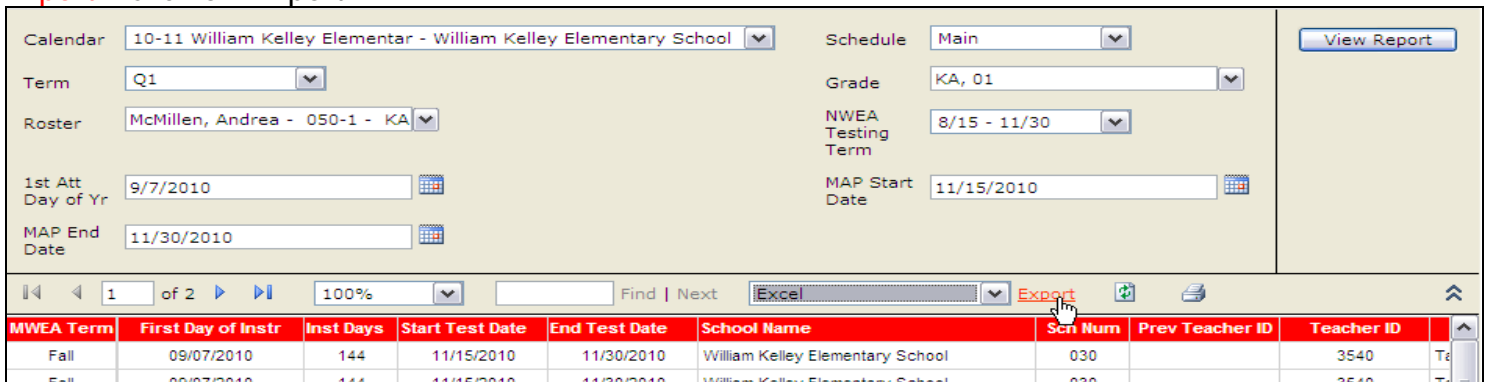 Calendar 10-11 William Kelley Elementar - William Kelley Elementary School Schedule Main View Report
Term Q1 Grade KA, 01
Roster McMillen, Andrea - 050-1 - KA NWEA Testing Term 8/15 - 11/30
1st Att Day of Yr 9/7/2010 MAP Start Date 11/15/2010
MAP End Date 11/30/2010
1 of 2 100% Find | Next Excel Export
MWEA Term First Day of Instr Inst Days Start Test Date End Test Date School Name Sch Num Prev Teacher ID Teacher ID
Fall 09/07/2010 144 11/15/2010 11/30/2010 William Kelley Elementary School 030 3540